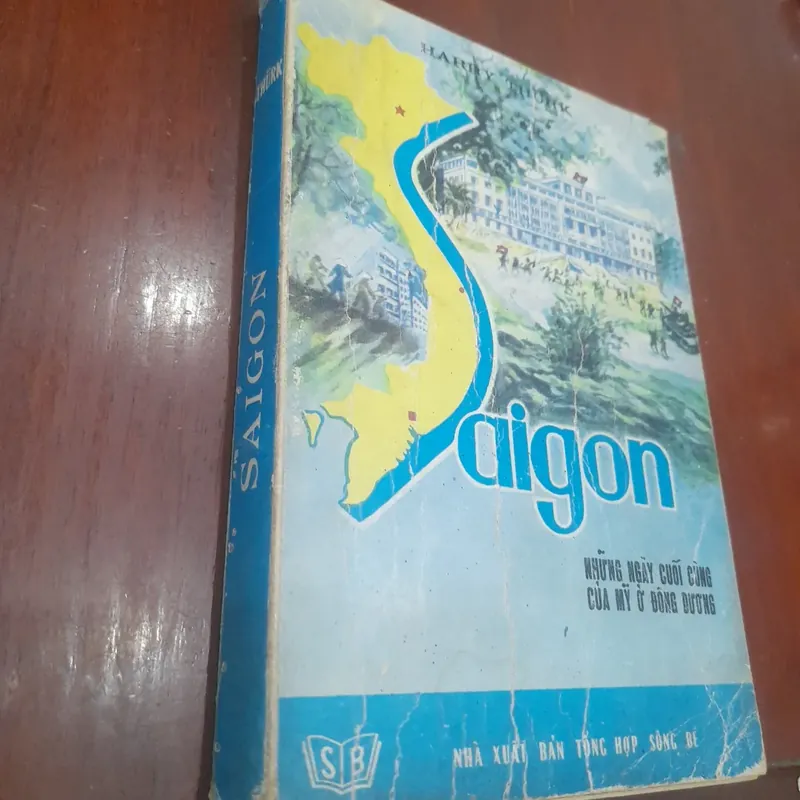 HARRY THÜRK
Saigon
NHỮNG NGÀY CUỐI CÙNG
CỦA MỸ Ở ĐÔNG DƯƠNG
SB
NHÀ XUẤT BẢN TỔNG HỢP SÔNG BÉ
THÜRK
SAIGON